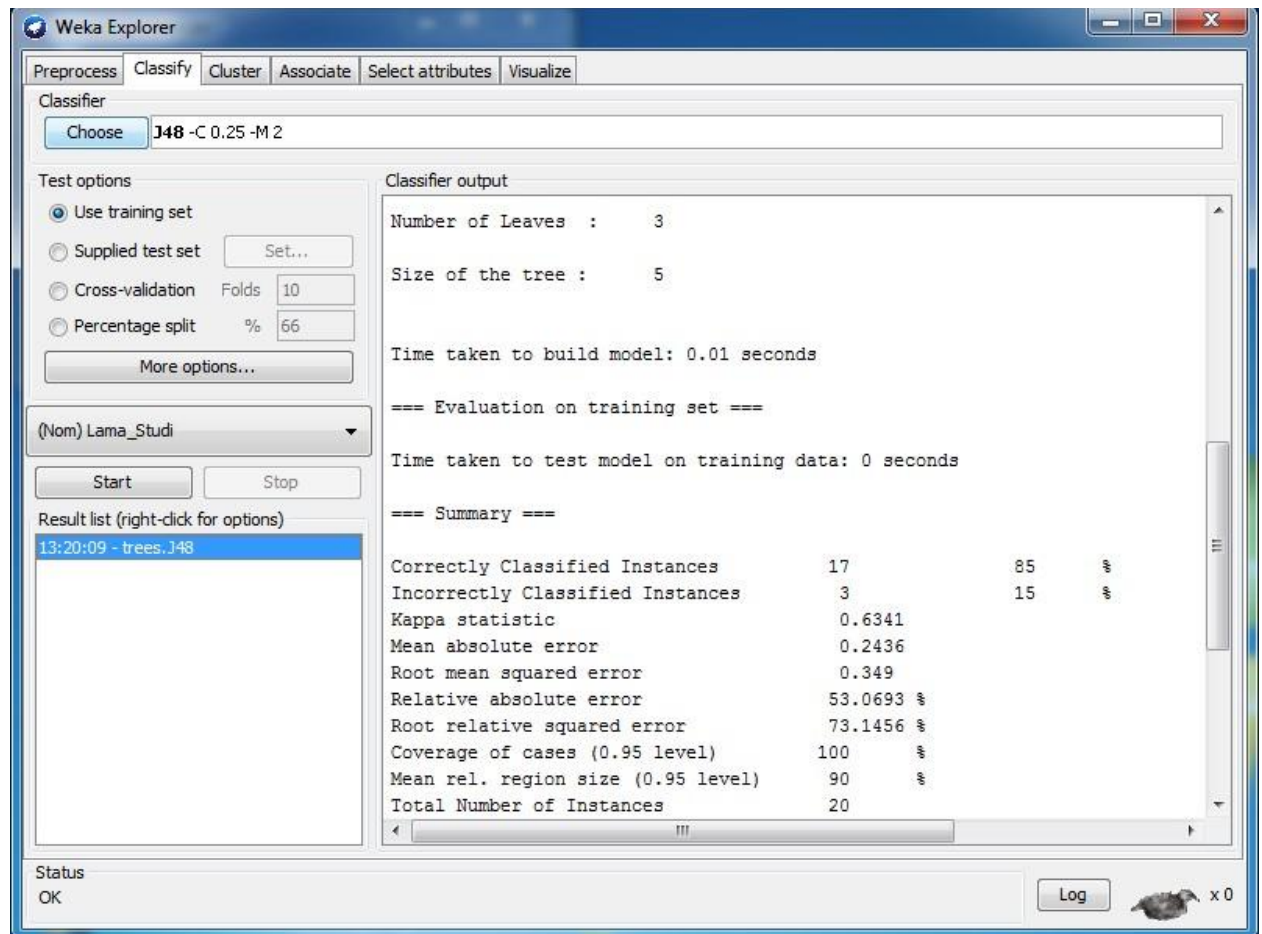 Weka Explorer
Preprocess Classify Cluster Associate Select attributes Visualize
Classifier
Choose J48 -C 0.25 -M 2
Test options
Use training set
Supplied test set Set...
Cross-validation Folds 10
Percentage split % 66
More options...
(Nom) Lama_Studi
Start Stop
Result list (right-click for options)
13:20:09 - trees.J48
Classifier output
Number of Leaves : 3
Size of the tree : 5
Time taken to build model: 0.01 seconds
=== Evaluation on training set ===
Time taken to test model on training data: 0 seconds
=== Summary ===
Correctly Classified Instances 17 85 %
Incorrectly Classified Instances 3 15 %
Kappa statistic 0.6341
Mean absolute error 0.2436
Root mean squared error 0.349
Relative absolute error 53.0693 %
Root relative squared error 73.1456 %
Coverage of cases (0.95 level) 100 %
Mean rel. region size (0.95 level) 90 %
Total Number of Instances 20
Status
OK
Log x 0